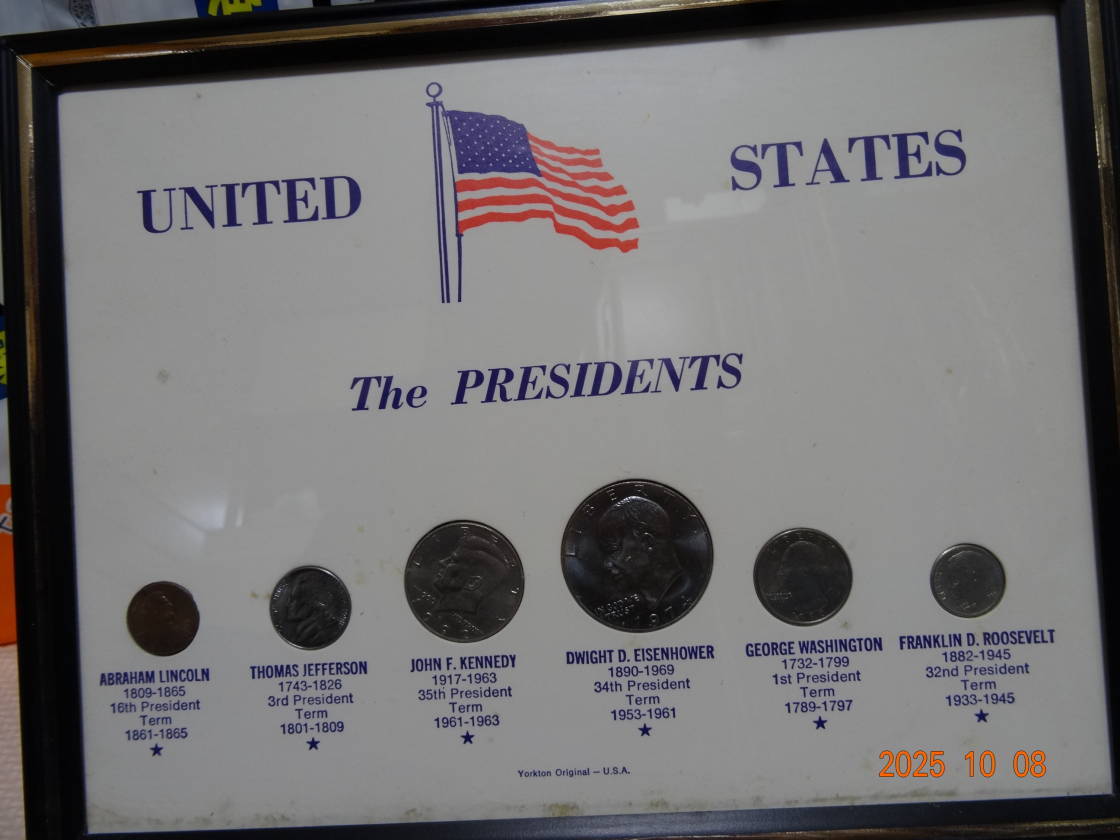 UNITED STATES
The PRESIDENTS
LIBERTY
IN GOD WE TRUST
1974
ABRAHAM LINCOLN
1809-1865
16th President
Term
1861-1865
THOMAS JEFFERSON
1743-1826
3rd President
Term
1801-1809
JOHN F. KENNEDY
1917-1963
35th President
Term
1961-1963
DWIGHT D. EISENHOWER
1890-1969
34th President
Term
1953-1961
GEORGE WASHINGTON
1732-1799
1st President
Term
1789-1797
FRANKLIN D. ROOSEVELT
1882-1945
32nd President
Term
1933-1945
Yorkton Original – U.S.A.
2025 10 08